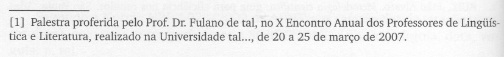 [1] Palestra proferida pelo Prof. Dr. Fulano de tal, no X Encontro Anual dos Professores de Lingüís-
tica e Literatura, realizado na Universidade tal..., de 20 a 25 de março de 2007.